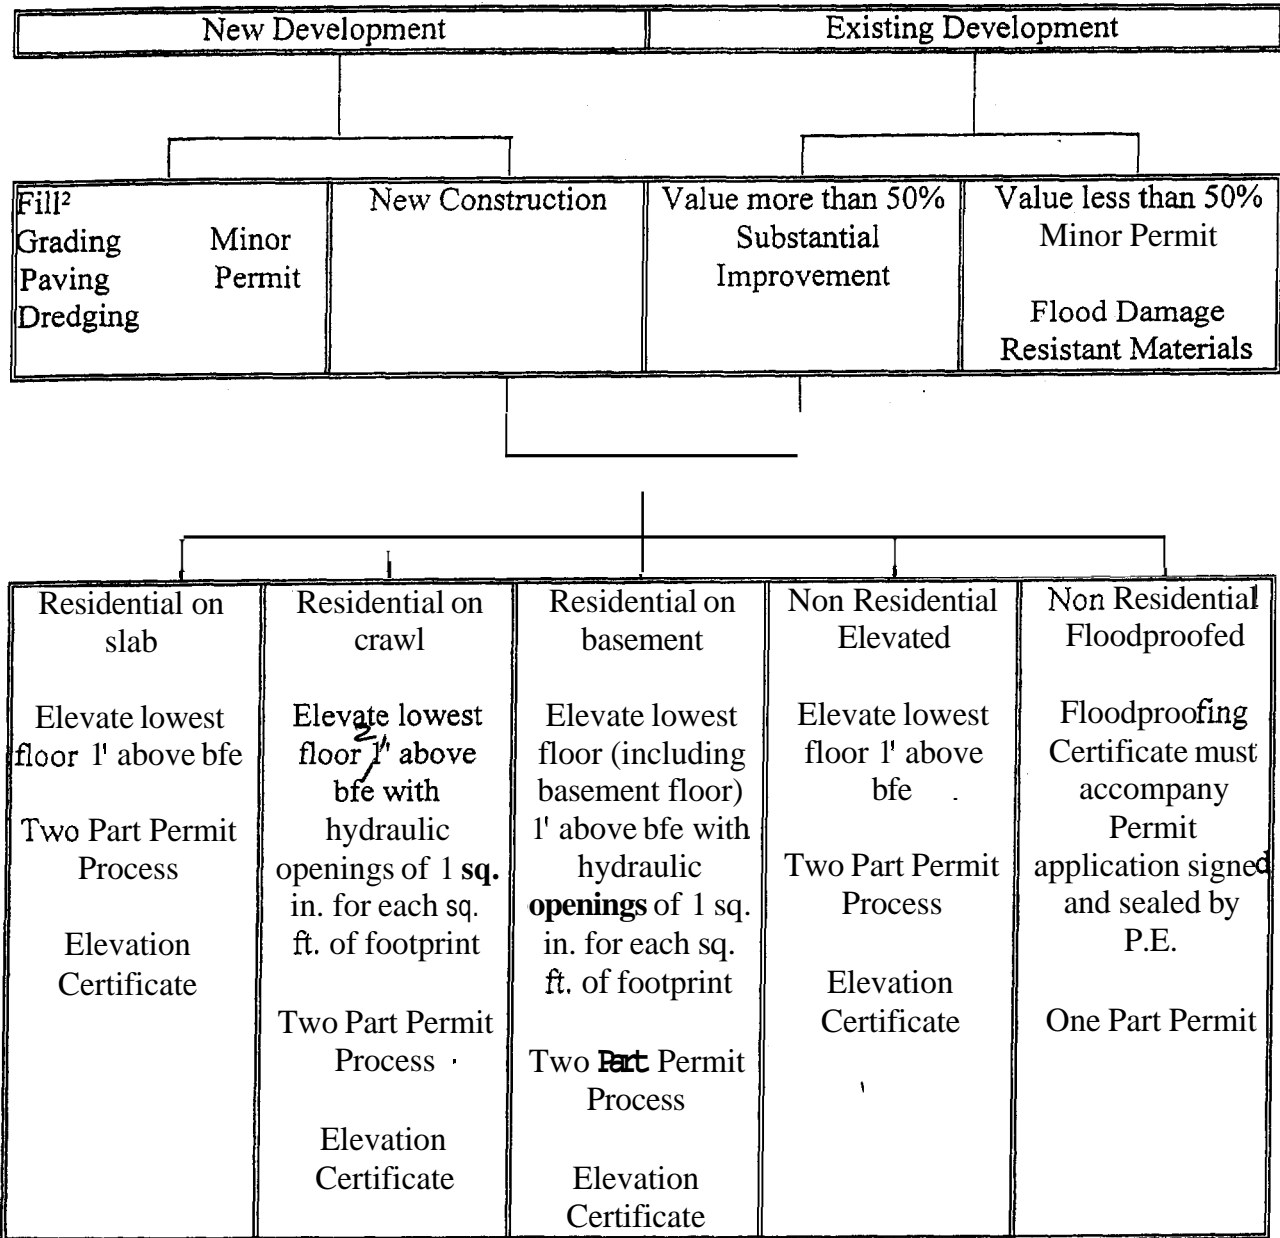 New Development
Existing Development
Fill²
Grading Minor
Paving Permit
Dredging
New Construction
Value more than 50%
Substantial
Improvement
Value less than 50%
Minor Permit
Flood Damage
Resistant Materials
Residential on
slab
Elevate lowest
floor 1' above bfe
Two Part Permit
Process
Elevation
Certificate
Residential on
crawl
Elevate lowest
2
floor 1' above
bfe with
hydraulic
openings of 1 sq.
in. for each sq.
ft. of footprint
Two Part Permit
Process
Elevation
Certificate
Residential on
basement
Elevate lowest
floor (including
basement floor)
1' above bfe with
hydraulic
openings of 1 sq.
in. for each sq.
ft. of footprint
Two Part Permit
Process
Elevation
Certificate
Non Residential
Elevated
Elevate lowest
floor 1' above
bfe
Two Part Permit
Process
Elevation
Certificate
Non Residential
Floodproofed
Floodproofing
Certificate must
accompany
Permit
application signed
and sealed by
P.E.
One Part Permit